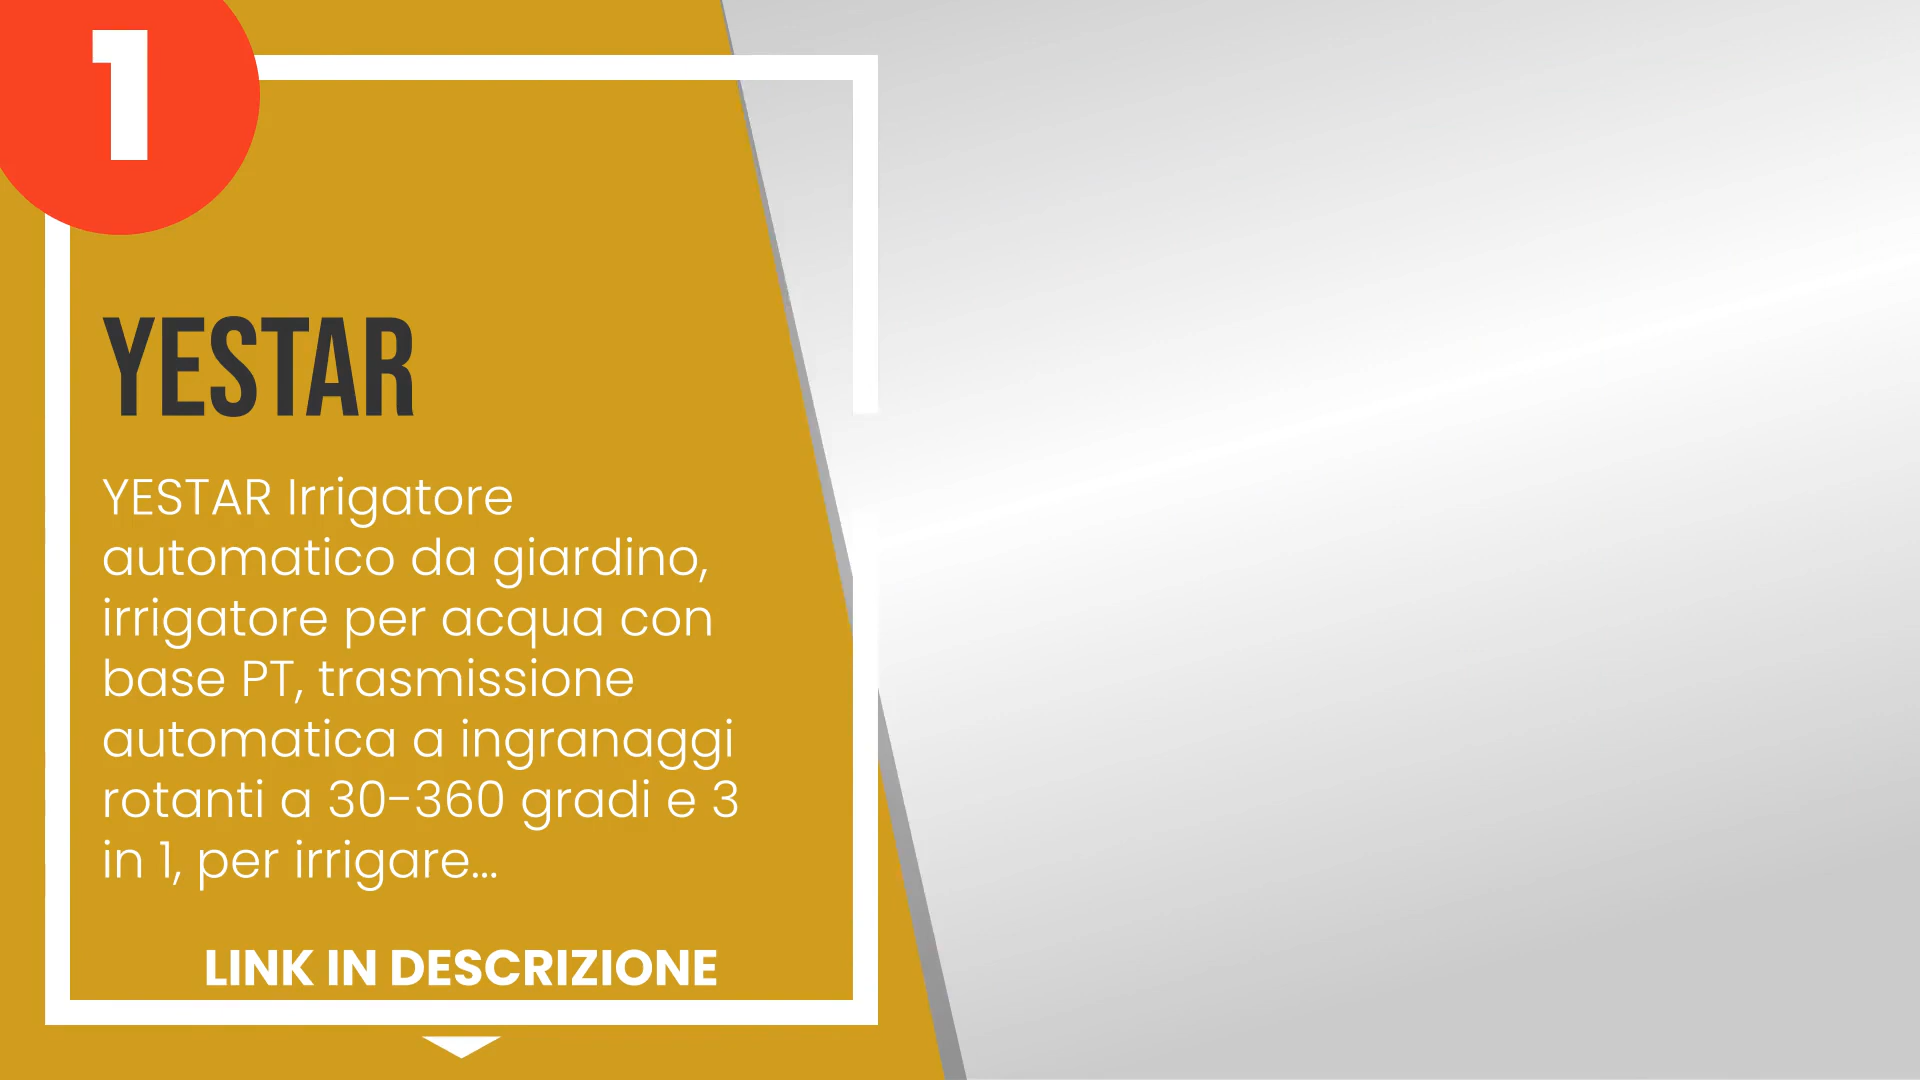 1
YESTAR
YESTAR Irrigatore
automatico da giardino,
irrigatore per acqua con
base PT, trasmissione
automatica a ingranaggi
rotanti a 30-360 gradi e 3
in 1, per irrigare...
LINK IN DESCRIZIONE